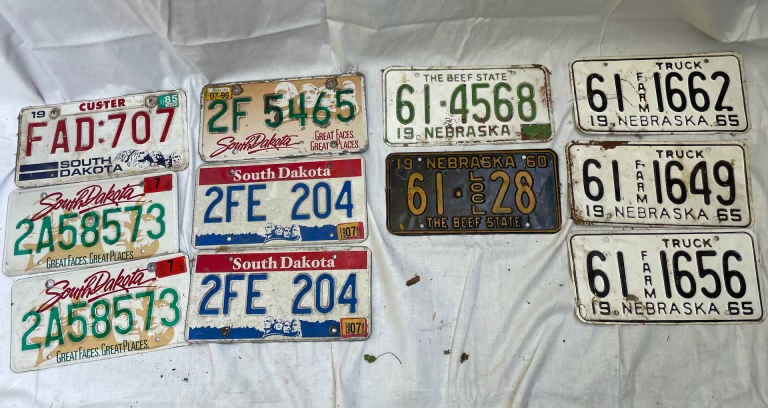 CUSTER
19 85
FAD:707
SOUTH
DAKOTA
South Dakota 7
2A58573
GREAT FACES. GREAT PLACES.
South Dakota 7
2A58573
GREAT FACES. GREAT PLACES.
2F 5465
South Dakota
GREAT FACES.
GREAT PLACES.
South Dakota
2FE 204
07
South Dakota
2FE 204
07
THE BEEF STATE
61·4568
19 NEBRASKA
19 NEBRASKA 60
61 · LOCL 28
THE BEEF STATE
TRUCK
61 FARM 1662
19 NEBRASKA 65
TRUCK
61 FARM 1649
19 NEBRASKA 65
TRUCK
61 FARM 1656
19 NEBRASKA 65